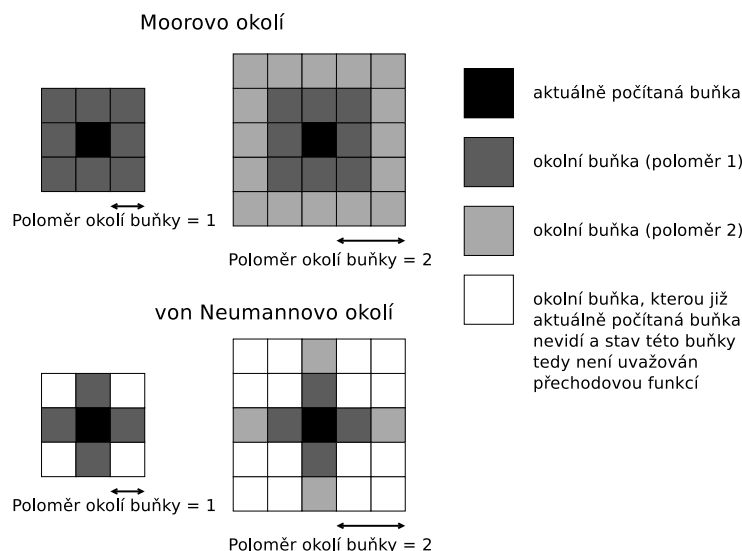 Moorovo okolí
Poloměr okolí buňky = 1
Poloměr okolí buňky = 2
aktuálně počítaná buňka
okolní buňka (poloměr 1)
okolní buňka (poloměr 2)
okolní buňka, kterou již
aktuálně počítaná buňka
nevidí a stav této buňky
tedy není uvažován
přechodovou funkcí
von Neumannovo okolí
Poloměr okolí buňky = 1
Poloměr okolí buňky = 2